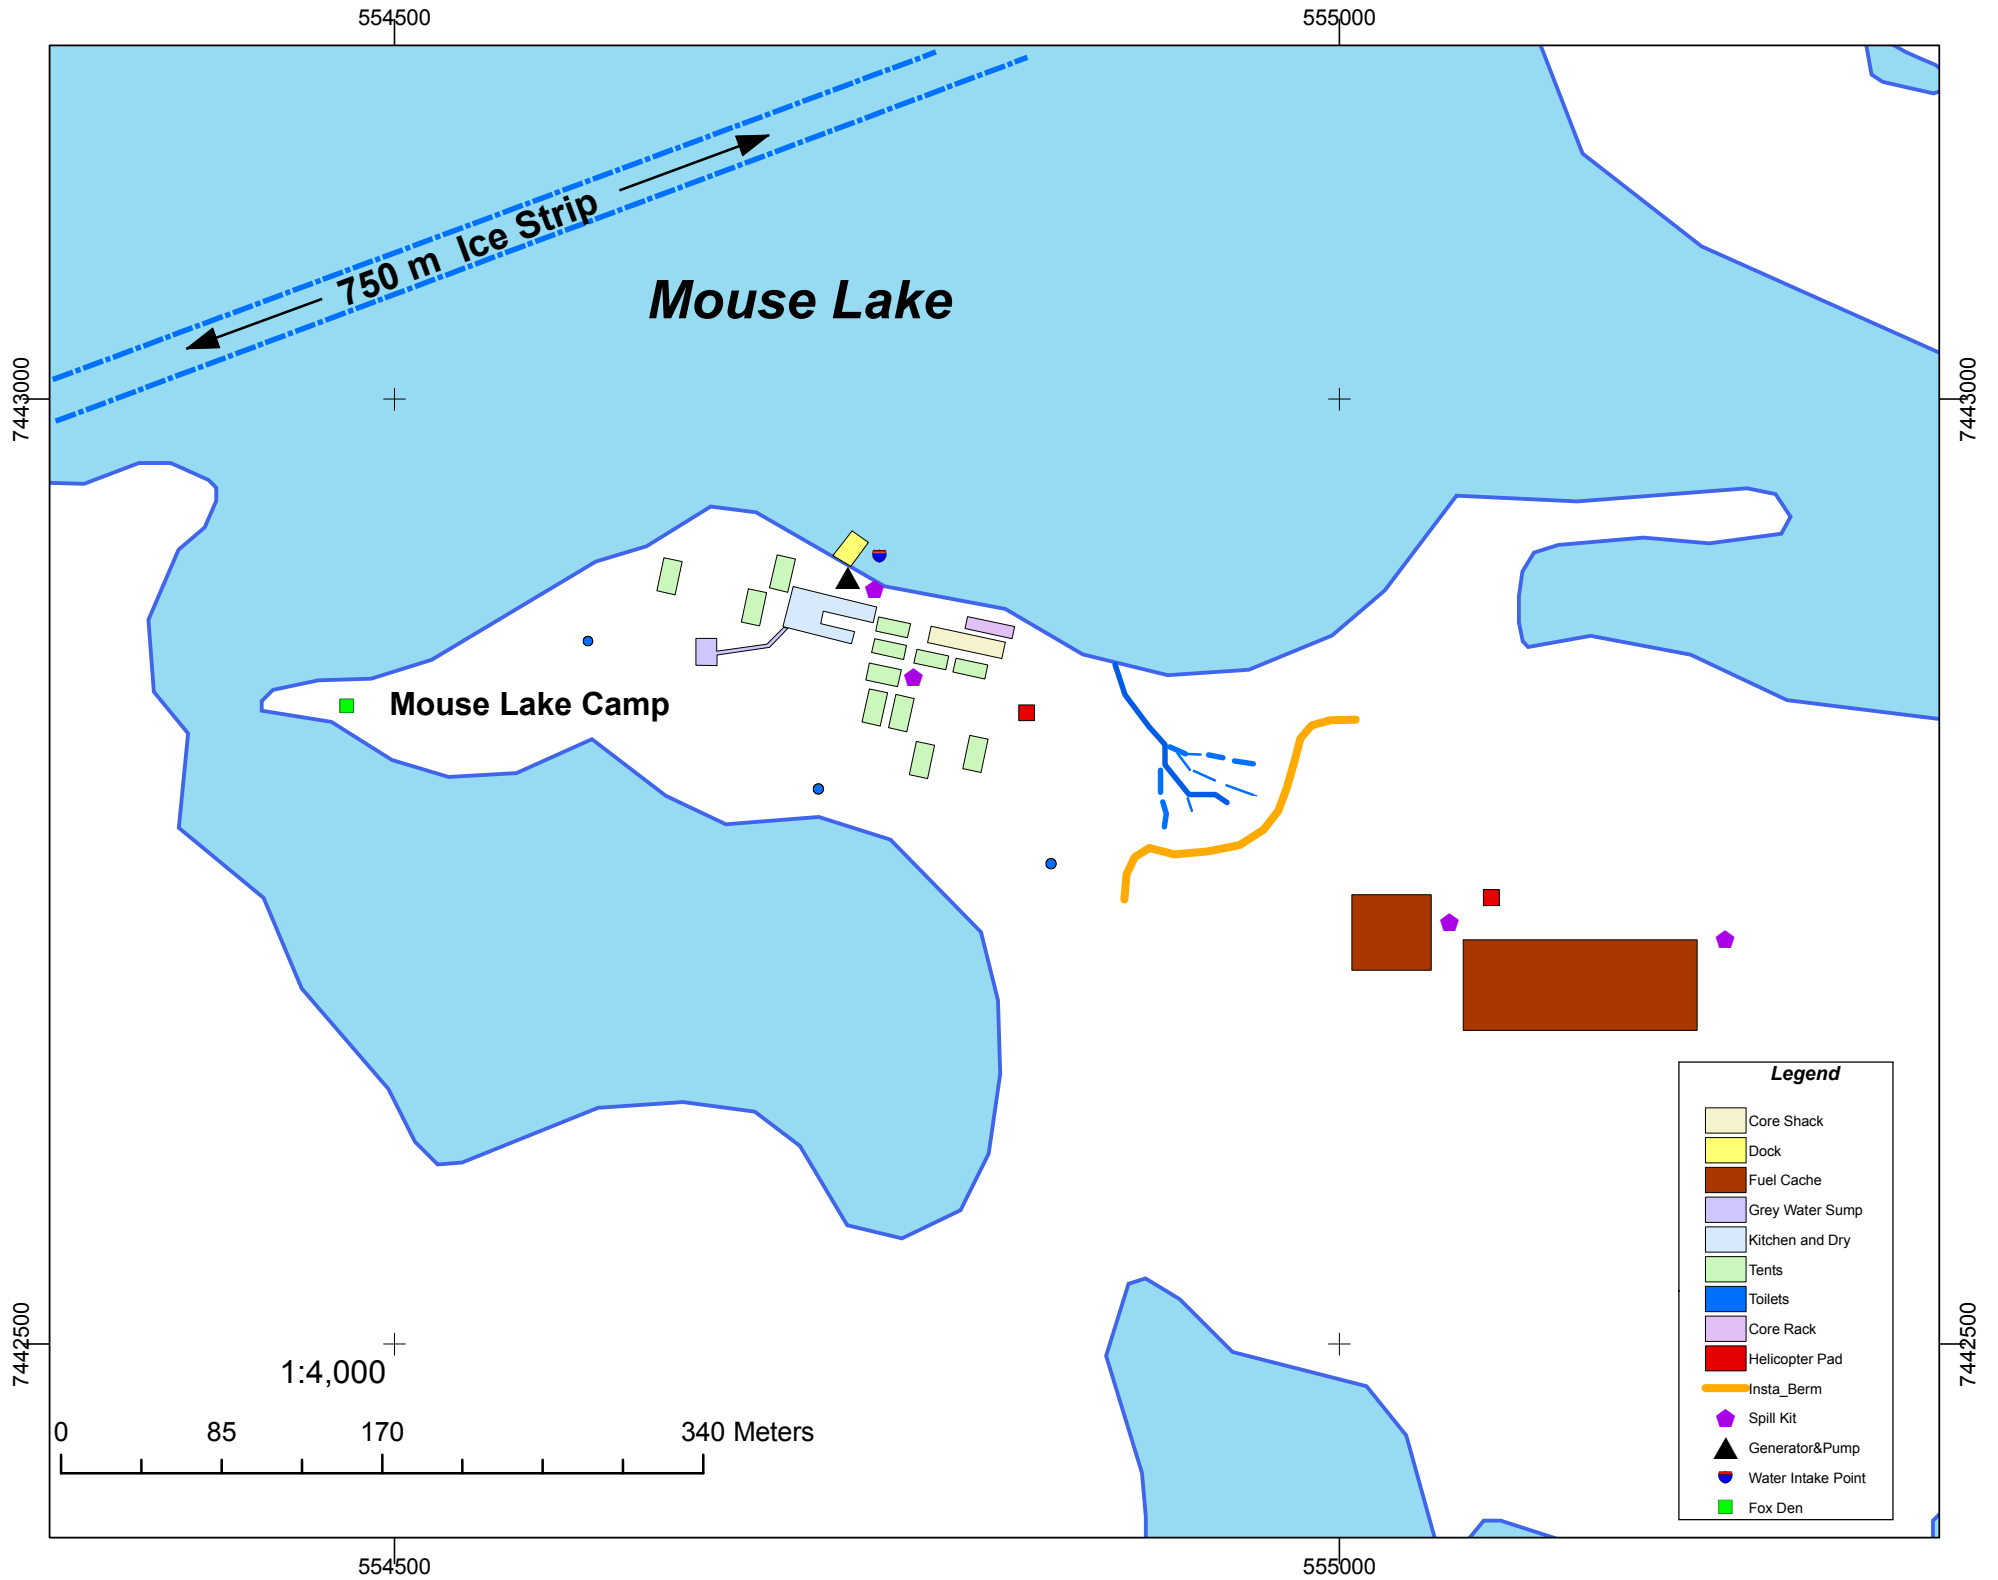 554500
555000
750 m Ice Strip
Mouse Lake
7443000
7443000
Mouse Lake Camp
Legend
Core Shack
Dock
Fuel Cache
Grey Water Sump
Kitchen and Dry
Tents
Toilets
Core Rack
Helicopter Pad
Insta_Berm
Spill Kit
Generator&Pump
Water Intake Point
Fox Den
7442500
7442500
1:4,000
0 85 170 340 Meters
554500
555000